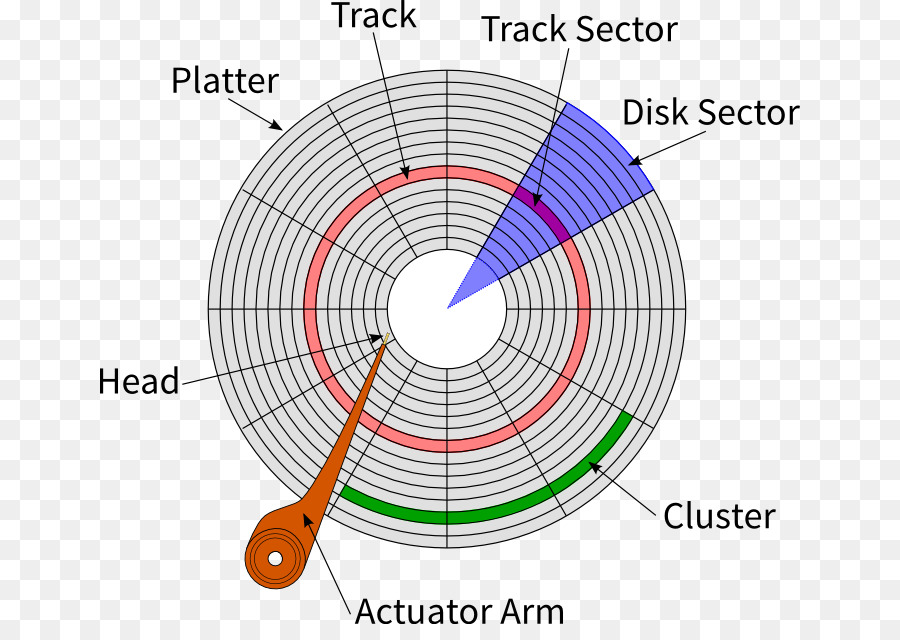 Track
Track Sector
Platter
Disk Sector
Head
Cluster
Actuator Arm